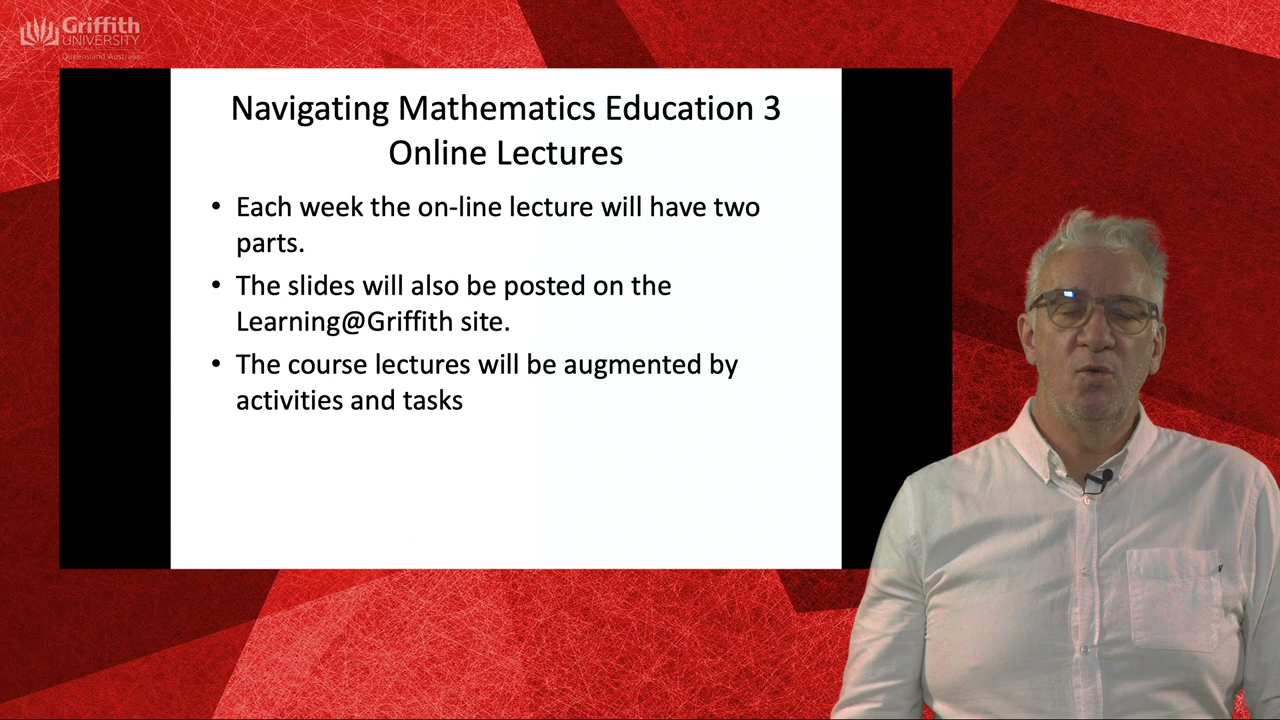 Griffith
UNIVERSITY
Queensland Australia
Navigating Mathematics Education 3
Online Lectures
• Each week the on-line lecture will have two
parts.
• The slides will also be posted on the
Learning@Griffith site.
• The course lectures will be augmented by
activities and tasks